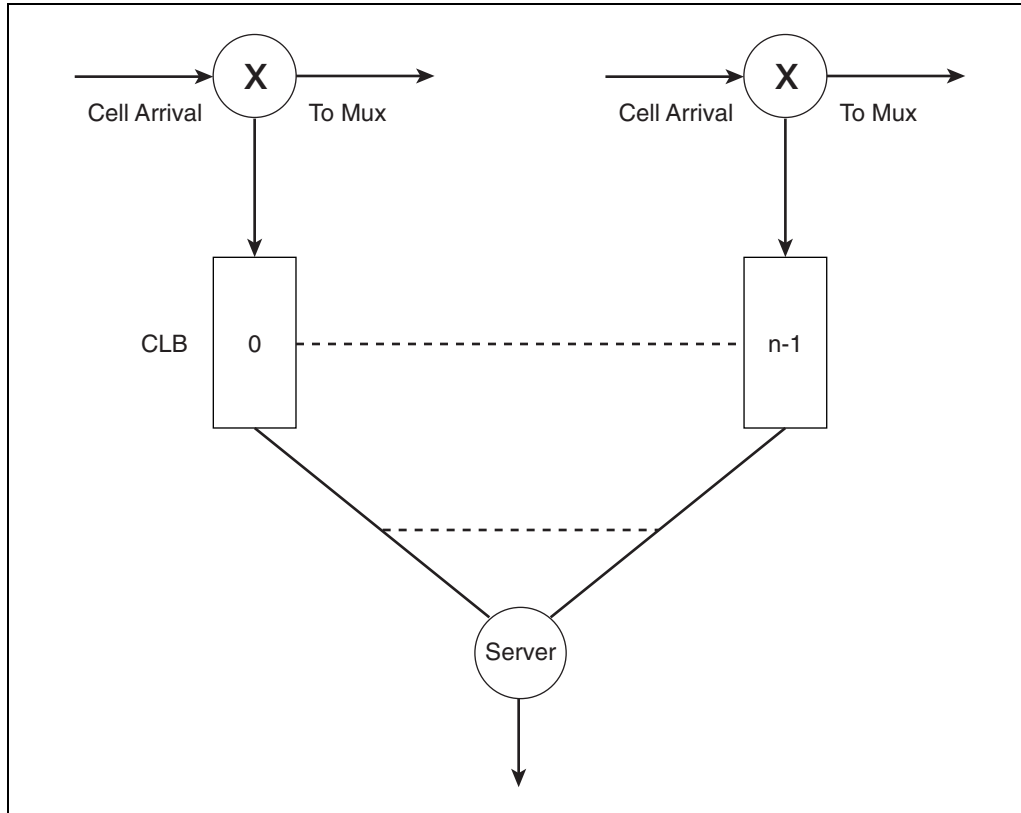 X
X
Cell Arrival
To Mux
Cell Arrival
To Mux
CLB
0
n-1
Server